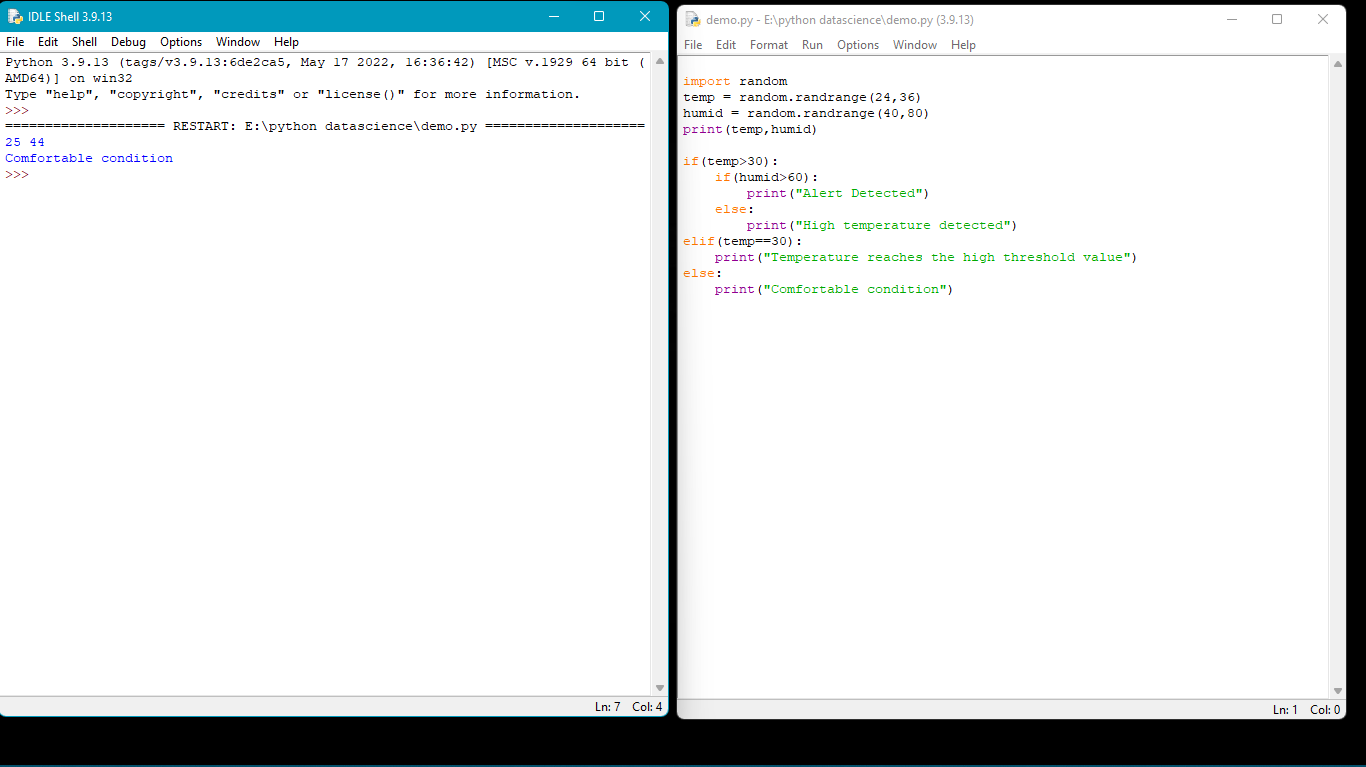 IDLE Shell 3.9.13
File Edit Shell Debug Options Window Help
Python 3.9.13 (tags/v3.9.13:6de2ca5, May 17 2022, 16:36:42) [MSC v.1929 64 bit (
AMD64)] on win32
Type "help", "copyright", "credits" or "license()" for more information.
>>>
==================== RESTART: E:\python datascience\demo.py ====================
25 44
Comfortable condition
>>>
Ln: 7 Col: 4
demo.py - E:\python datascience\demo.py (3.9.13)
File Edit Format Run Options Window Help
import random
temp = random.randrange(24,36)
humid = random.randrange(40,80)
print(temp,humid)

if(temp>30):
    if(humid>60):
        print("Alert Detected")
    else:
        print("High temperature detected")
elif(temp==30):
    print("Temperature reaches the high threshold value")
else:
    print("Comfortable condition")
Ln: 1 Col: 0